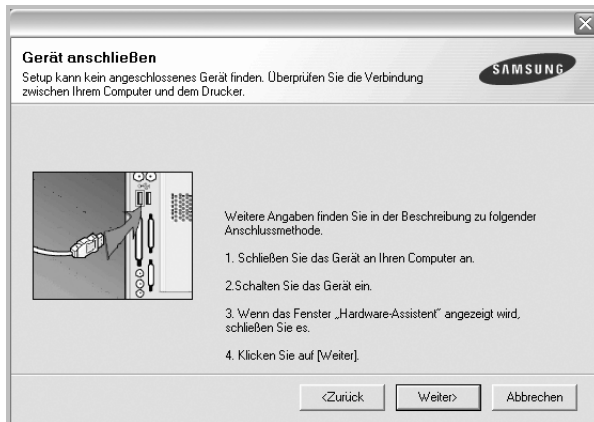 Gerät anschließen
Setup kann kein angeschlossenes Gerät finden. Überprüfen Sie die Verbindung
zwischen Ihrem Computer und dem Drucker.
SAMSUNG
Weitere Angaben finden Sie in der Beschreibung zu folgender
Anschlussmethode.
1. Schließen Sie das Gerät an Ihren Computer an.
2.Schalten Sie das Gerät ein.
3. Wenn das Fenster „Hardware-Assistent" angezeigt wird,
schließen Sie es.
4. Klicken Sie auf [Weiter].
<Zurück
Weiter>
Abbrechen